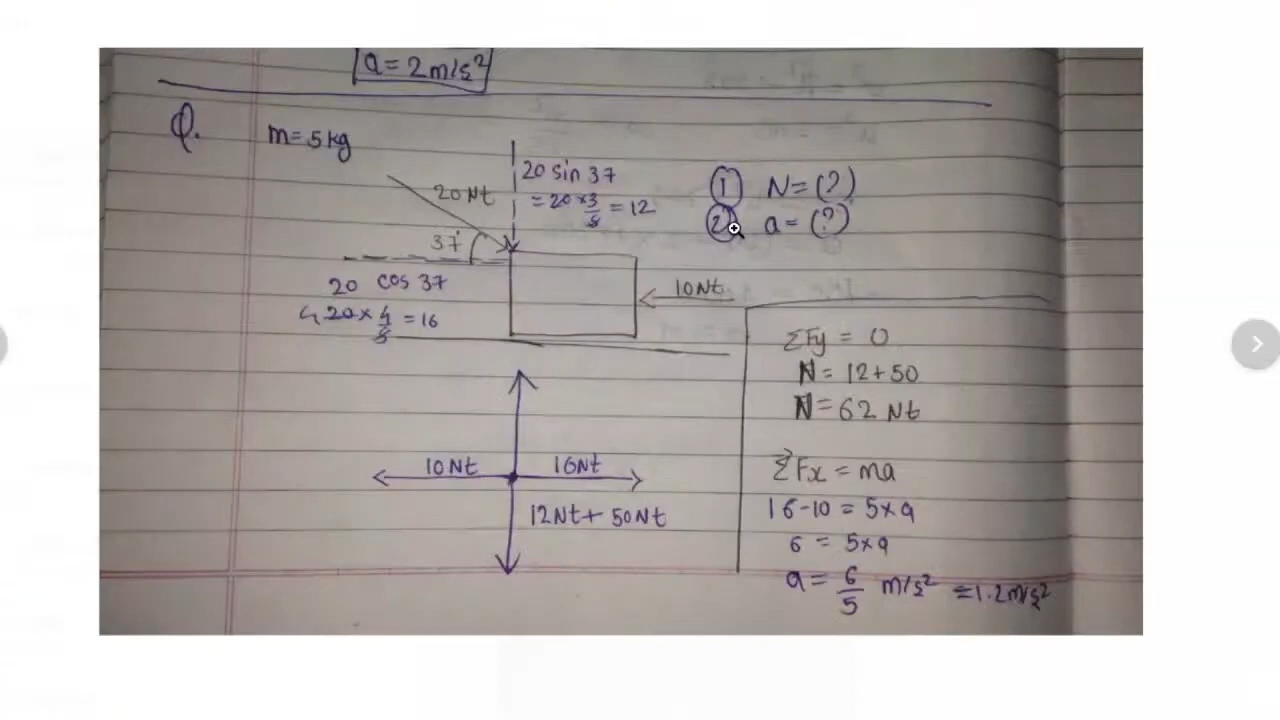 a = 2 m/s²
Q. m = 5 kg
20 sin 37
= 20 × 3/5 = 12
20 Nt
37°
① N = (?)
② a = (?)
20 cos 37
↳ 20 × 4/5 = 16
10 Nt
ΣFy = 0
N = 12 + 50
N = 62 Nt
10 Nt 16 Nt
12 Nt + 50 Nt
ΣFx = ma
16 - 10 = 5 × a
6 = 5 × a
a = 6/5 m/s² = 1.2 m/s²